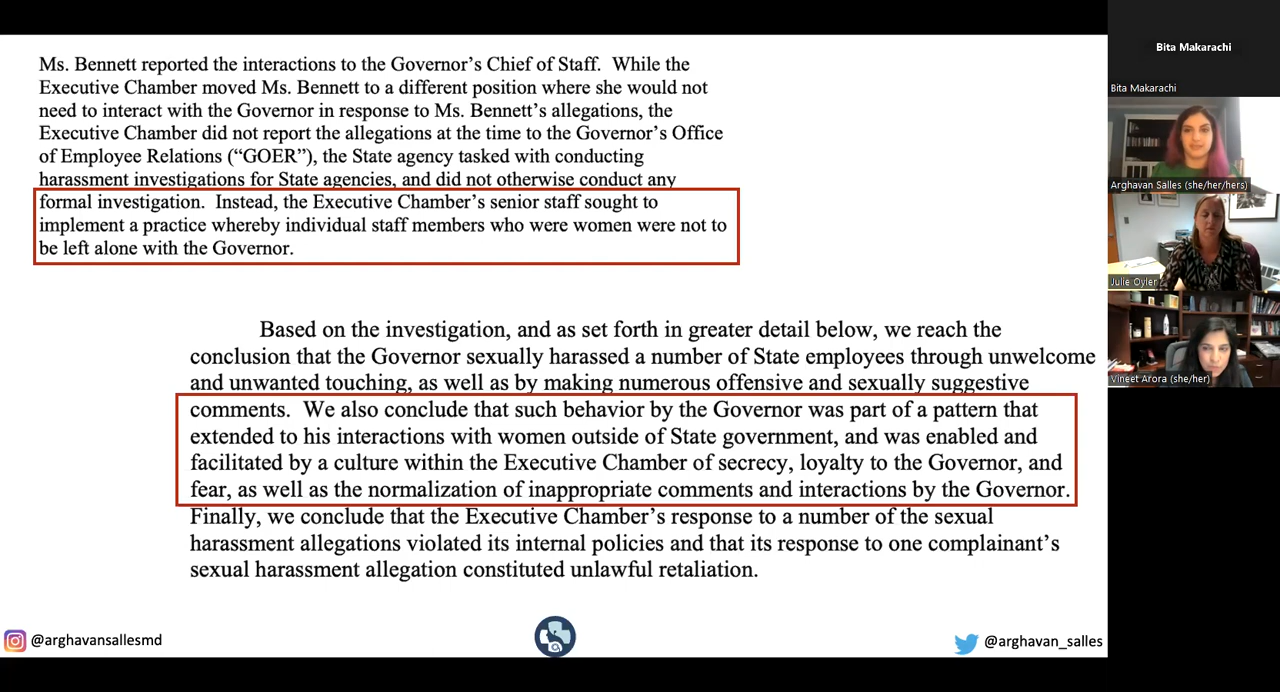 Ms. Bennett reported the interactions to the Governor's Chief of Staff.  While the
Executive Chamber moved Ms. Bennett to a different position where she would not
need to interact with the Governor in response to Ms. Bennett's allegations, the
Executive Chamber did not report the allegations at the time to the Governor's Office
of Employee Relations ("GOER"), the State agency tasked with conducting
harassment investigations for State agencies, and did not otherwise conduct any
formal investigation.  Instead, the Executive Chamber's senior staff sought to
implement a practice whereby individual staff members who were women were not to
be left alone with the Governor.
Based on the investigation, and as set forth in greater detail below, we reach the
conclusion that the Governor sexually harassed a number of State employees through unwelcome
and unwanted touching, as well as by making numerous offensive and sexually suggestive
comments.  We also conclude that such behavior by the Governor was part of a pattern that
extended to his interactions with women outside of State government, and was enabled and
facilitated by a culture within the Executive Chamber of secrecy, loyalty to the Governor, and
fear, as well as the normalization of inappropriate comments and interactions by the Governor.
Finally, we conclude that the Executive Chamber's response to a number of the sexual
harassment allegations violated its internal policies and that its response to one complainant's
sexual harassment allegation constituted unlawful retaliation.
@arghavansallesmd
@arghavan_salles
Bita Makarachi
Bita Makarachi
Arghavan Salles (she/her/hers)
Julie Oyler
Vineet Arora (she/her)